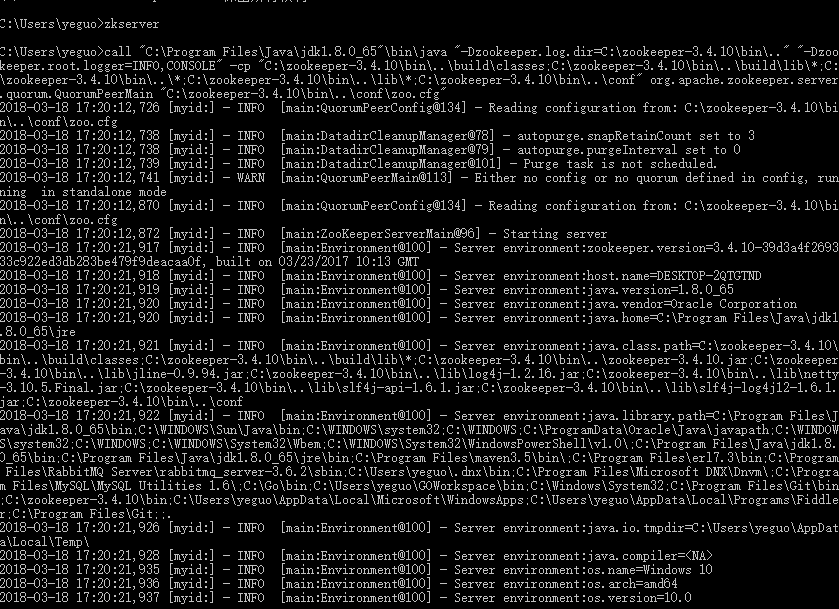 C:\Users\yeguo>zkserver
C:\Users\yeguo>call "C:\Program Files\Java\jdk1.8.0_65"\bin\java "-Dzookeeper.log.dir=C:\zookeeper-3.4.10\bin\.." "-Dzoo
keeper.root.logger=INFO,CONSOLE" -cp "C:\zookeeper-3.4.10\bin\..\build\classes;C:\zookeeper-3.4.10\bin\..\build\lib\*;C:
\zookeeper-3.4.10\bin\..\*;C:\zookeeper-3.4.10\bin\..\lib\*;C:\zookeeper-3.4.10\bin\..\conf" org.apache.zookeeper.server
.quorum.QuorumPeerMain "C:\zookeeper-3.4.10\bin\..\conf\zoo.cfg"
2018-03-18 17:20:12,726 [myid:] - INFO  [main:QuorumPeerConfig@134] - Reading configuration from: C:\zookeeper-3.4.10\bi
n\..\conf\zoo.cfg
2018-03-18 17:20:12,738 [myid:] - INFO  [main:DatadirCleanupManager@78] - autopurge.snapRetainCount set to 3
2018-03-18 17:20:12,738 [myid:] - INFO  [main:DatadirCleanupManager@79] - autopurge.purgeInterval set to 0
2018-03-18 17:20:12,739 [myid:] - INFO  [main:DatadirCleanupManager@101] - Purge task is not scheduled.
2018-03-18 17:20:12,741 [myid:] - WARN  [main:QuorumPeerMain@113] - Either no config or no quorum defined in config, run
ning  in standalone mode
2018-03-18 17:20:12,870 [myid:] - INFO  [main:QuorumPeerConfig@134] - Reading configuration from: C:\zookeeper-3.4.10\bi
n\..\conf\zoo.cfg
2018-03-18 17:20:12,872 [myid:] - INFO  [main:ZooKeeperServerMain@96] - Starting server
2018-03-18 17:20:21,917 [myid:] - INFO  [main:Environment@100] - Server environment:zookeeper.version=3.4.10-39d3a4f2693
33c922ed3db283be479f9deacaa0f, built on 03/23/2017 10:13 GMT
2018-03-18 17:20:21,918 [myid:] - INFO  [main:Environment@100] - Server environment:host.name=DESKTOP-2QTGTND
2018-03-18 17:20:21,919 [myid:] - INFO  [main:Environment@100] - Server environment:java.version=1.8.0_65
2018-03-18 17:20:21,920 [myid:] - INFO  [main:Environment@100] - Server environment:java.vendor=Oracle Corporation
2018-03-18 17:20:21,920 [myid:] - INFO  [main:Environment@100] - Server environment:java.home=C:\Program Files\Java\jdk1
.8.0_65\jre
2018-03-18 17:20:21,921 [myid:] - INFO  [main:Environment@100] - Server environment:java.class.path=C:\zookeeper-3.4.10\
bin\..\build\classes;C:\zookeeper-3.4.10\bin\..\build\lib\*;C:\zookeeper-3.4.10\bin\..\zookeeper-3.4.10.jar;C:\zookeeper
-3.4.10\bin\..\lib\jline-0.9.94.jar;C:\zookeeper-3.4.10\bin\..\lib\log4j-1.2.16.jar;C:\zookeeper-3.4.10\bin\..\lib\netty
-3.10.5.Final.jar;C:\zookeeper-3.4.10\bin\..\lib\slf4j-api-1.6.1.jar;C:\zookeeper-3.4.10\bin\..\lib\slf4j-log4j12-1.6.1.
jar;C:\zookeeper-3.4.10\bin\..\conf
2018-03-18 17:20:21,922 [myid:] - INFO  [main:Environment@100] - Server environment:java.library.path=C:\Program Files\J
ava\jdk1.8.0_65\bin;C:\WINDOWS\Sun\Java\bin;C:\WINDOWS\system32;C:\WINDOWS;C:\ProgramData\Oracle\Java\javapath;C:\WINDOW
S\system32;C:\WINDOWS;C:\WINDOWS\System32\Wbem;C:\WINDOWS\System32\WindowsPowerShell\v1.0\;C:\Program Files\Java\jdk1.8.
0_65\bin;C:\Program Files\Java\jdk1.8.0_65\jre\bin;C:\Program Files\maven3.5\bin\;C:\Program Files\erl7.3\bin;C:\Program
 Files\RabbitMQ Server\rabbitmq_server-3.6.2\sbin;C:\Users\yeguo\.dnx\bin;C:\Program Files\Microsoft DNX\Dnvm\;C:\Progra
m Files\MySQL\MySQL Utilities 1.6\;C:\Go\bin;C:\Users\yeguo\GOWorkspace\bin;C:\Windows\System32;C:\Program Files\Git\bin
;C:\zookeeper-3.4.10\bin;C:\Users\yeguo\AppData\Local\Microsoft\WindowsApps;C:\Users\yeguo\AppData\Local\Programs\Fiddle
r;C:\Program Files\Git;;.
2018-03-18 17:20:21,926 [myid:] - INFO  [main:Environment@100] - Server environment:java.io.tmpdir=C:\Users\yeguo\AppDat
a\Local\Temp\
2018-03-18 17:20:21,928 [myid:] - INFO  [main:Environment@100] - Server environment:java.compiler=<NA>
2018-03-18 17:20:21,935 [myid:] - INFO  [main:Environment@100] - Server environment:os.name=Windows 10
2018-03-18 17:20:21,936 [myid:] - INFO  [main:Environment@100] - Server environment:os.arch=amd64
2018-03-18 17:20:21,937 [myid:] - INFO  [main:Environment@100] - Server environment:os.version=10.0